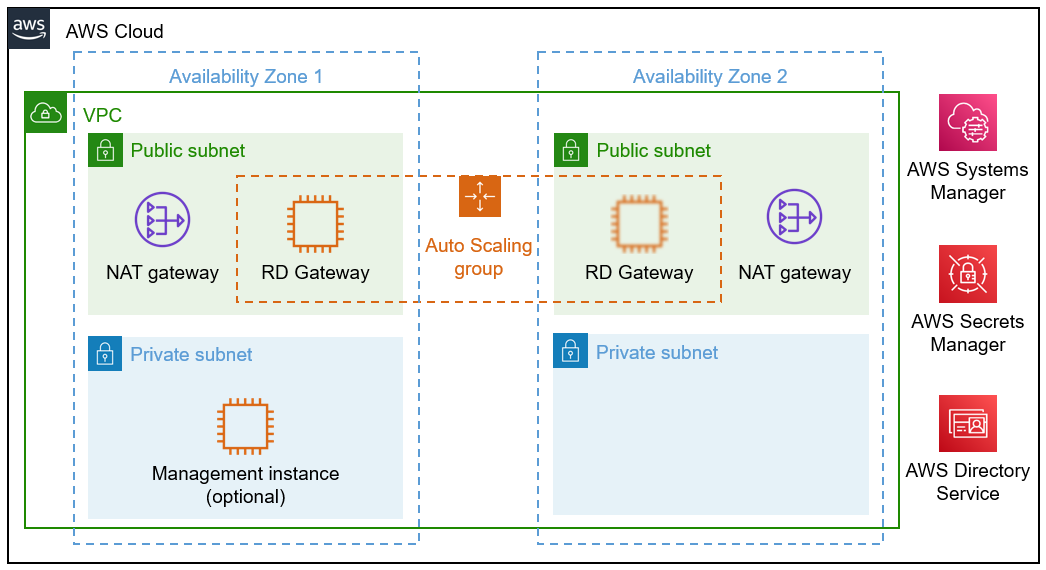 aws
AWS Cloud
Availability Zone 1
Availability Zone 2
VPC
Public subnet
Public subnet
NAT gateway
RD Gateway
Auto Scaling
group
RD Gateway
NAT gateway
Private subnet
Private subnet
Management instance
(optional)
AWS Systems
Manager
AWS Secrets
Manager
AWS Directory
Service